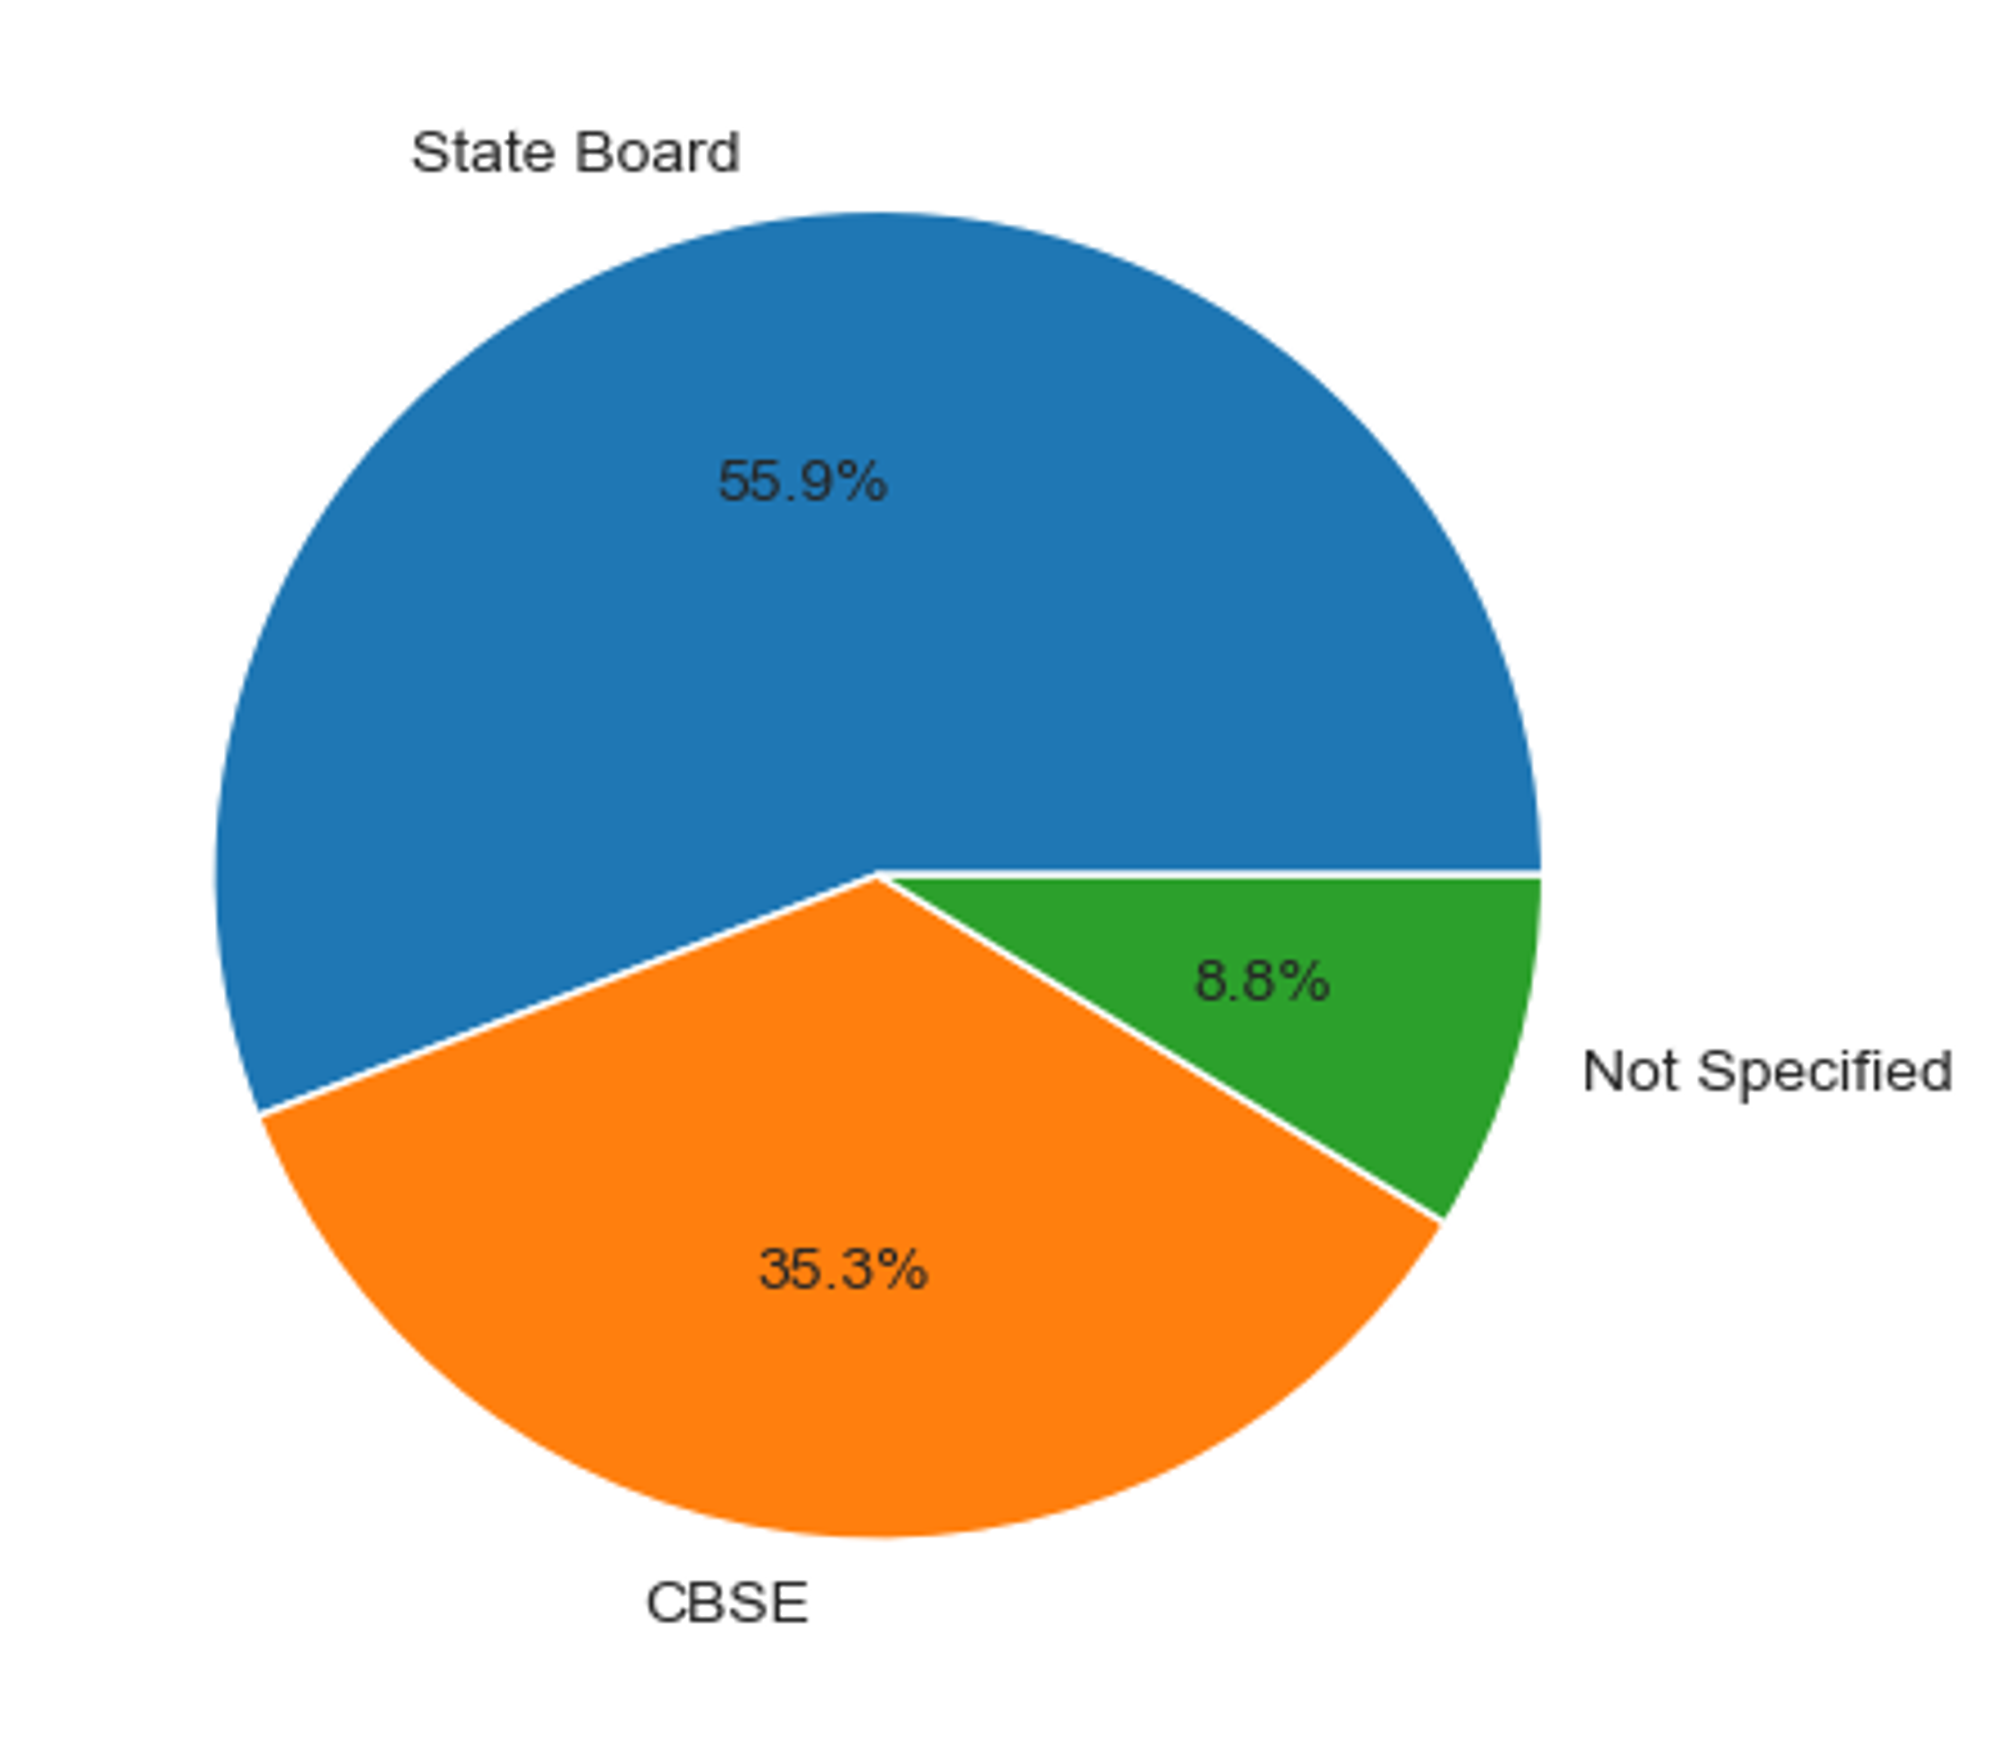 State Board
55.9%
8.8%
Not Specified
35.3%
CBSE